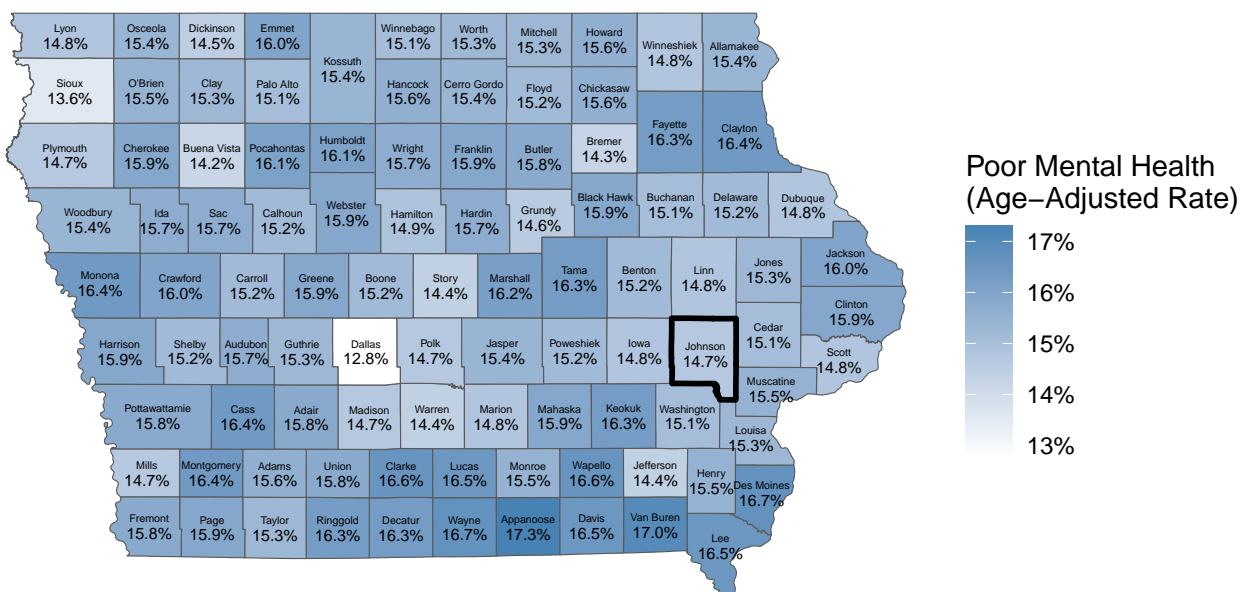 Lyon
14.8%
Osceola
15.4%
Dickinson
14.5%
Emmet
16.0%
Kossuth
15.4%
Winnebago
15.1%
Worth
15.3%
Mitchell
15.3%
Howard
15.6%
Winneshiek
14.8%
Allamakee
15.4%
Sioux
13.6%
O'Brien
15.5%
Clay
15.3%
Palo Alto
15.1%
Hancock
15.6%
Cerro Gordo
15.4%
Floyd
15.2%
Chickasaw
15.6%
Fayette
16.3%
Clayton
16.4%
Plymouth
14.7%
Cherokee
15.9%
Buena Vista
14.2%
Pocahontas
16.1%
Humboldt
16.1%
Wright
15.7%
Franklin
15.9%
Butler
15.8%
Bremer
14.3%
Woodbury
15.4%
Ida
15.7%
Sac
15.7%
Calhoun
15.2%
Webster
15.9%
Hamilton
14.9%
Hardin
15.7%
Grundy
14.6%
Black Hawk
15.9%
Buchanan
15.1%
Delaware
15.2%
Dubuque
14.8%
Monona
16.4%
Crawford
16.0%
Carroll
15.2%
Greene
15.9%
Boone
15.2%
Story
14.4%
Marshall
16.2%
Tama
16.3%
Benton
15.2%
Linn
14.8%
Jones
15.3%
Jackson
16.0%
Clinton
15.9%
Harrison
15.9%
Shelby
15.2%
Audubon
15.7%
Guthrie
15.3%
Dallas
12.8%
Polk
14.7%
Jasper
15.4%
Poweshiek
15.2%
Iowa
14.8%
Johnson
14.7%
Cedar
15.1%
Scott
14.8%
Muscatine
15.5%
Pottawattamie
15.8%
Cass
16.4%
Adair
15.8%
Madison
14.7%
Warren
14.4%
Marion
14.8%
Mahaska
15.9%
Keokuk
16.3%
Washington
15.1%
Louisa
15.3%
Mills
14.7%
Montgomery
16.4%
Adams
15.6%
Union
15.8%
Clarke
16.6%
Lucas
16.5%
Monroe
15.5%
Wapello
16.6%
Jefferson
14.4%
Henry
15.5%
Des Moines
16.7%
Fremont
15.8%
Page
15.9%
Taylor
15.3%
Ringgold
16.3%
Decatur
16.3%
Wayne
16.7%
Appanoose
17.3%
Davis
16.5%
Van Buren
17.0%
Lee
16.5%
Poor Mental Health
(Age−Adjusted Rate)
17%
16%
15%
14%
13%